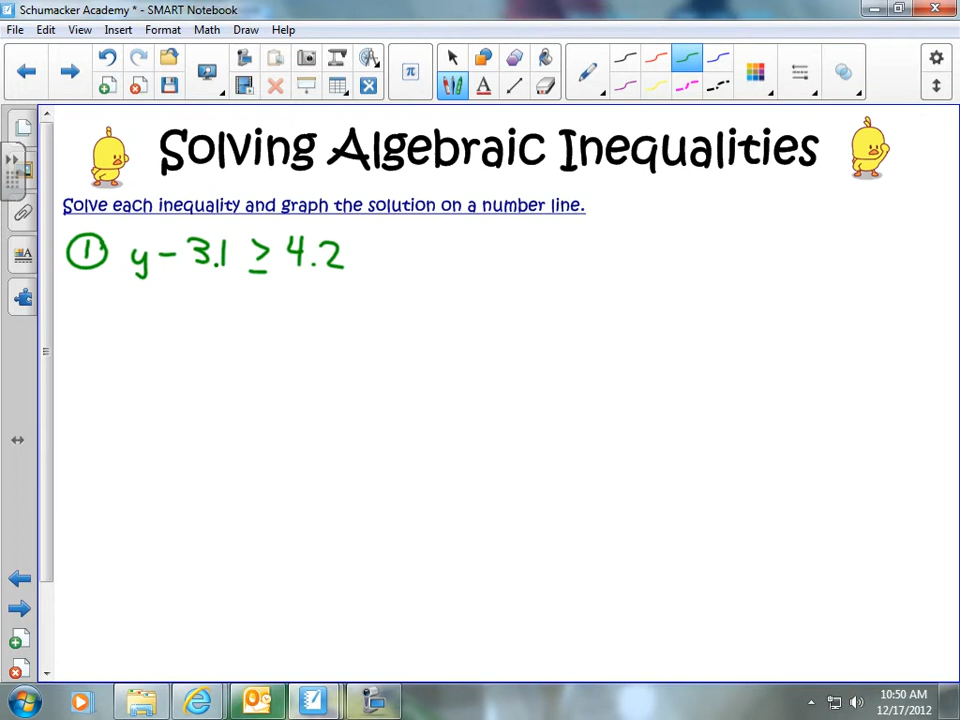 Schumacker Academy * - SMART Notebook
File Edit View Insert Format Math Draw Help
π
A
Solving Algebraic Inequalities
Solve each inequality and graph the solution on a number line.
① y - 3.1 ≥ 4.2
10:50 AM
12/17/2012